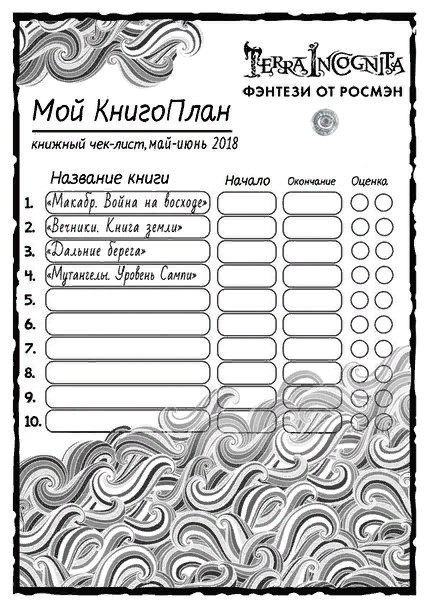 TERRA INCOGNITA
ФЭНТЕЗИ ОТ РОСМЭН
Мой КнигоПлан
книжный чек-лист, май-июнь 2018
Название книги Начало Окончание Оценка
1. «Макабр. Война на восходе»
2. «Вечники. Книга земли»
3. «Дальние берега»
4. «Мутангелы. Уровень Сампи»
5.
6.
7.
8.
9.
10.